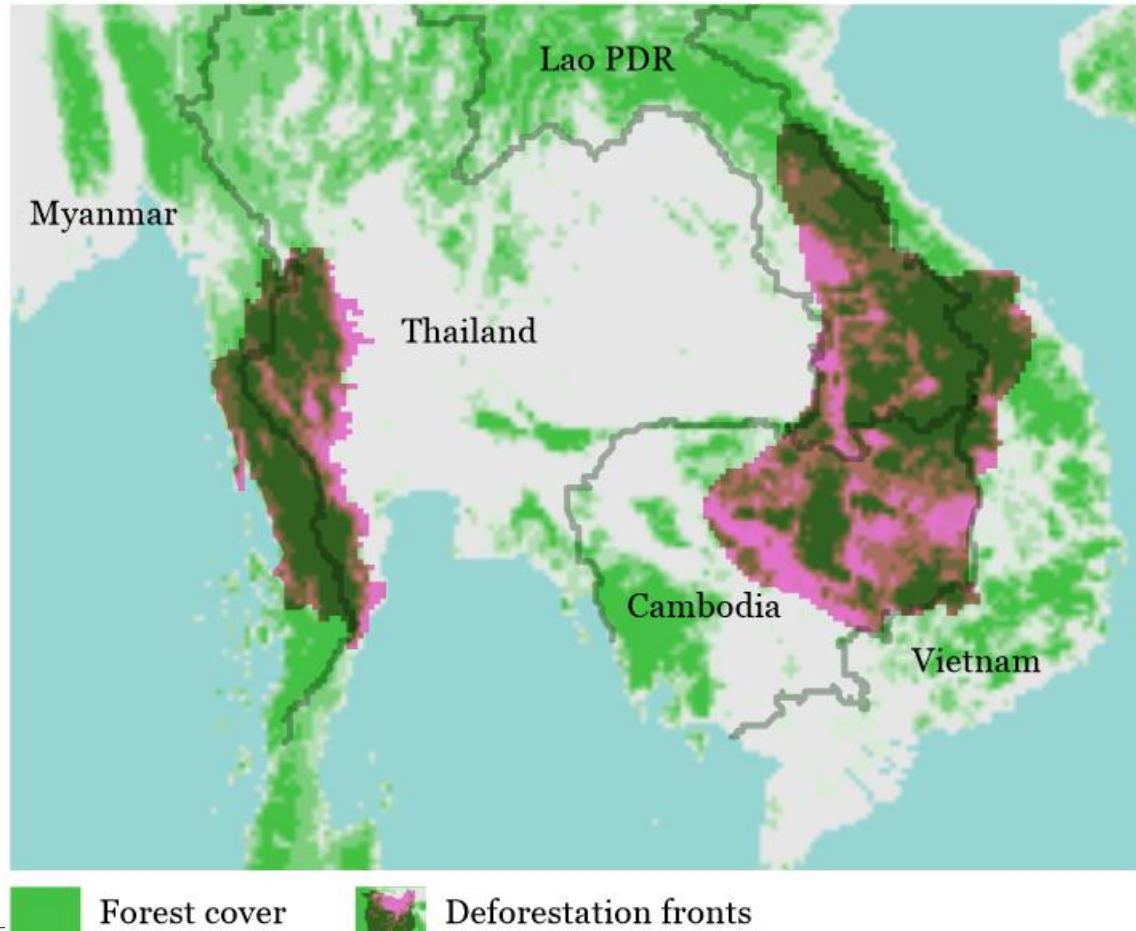 Lao PDR
Myanmar
Thailand
Cambodia
Vietnam
Forest cover
Deforestation fronts